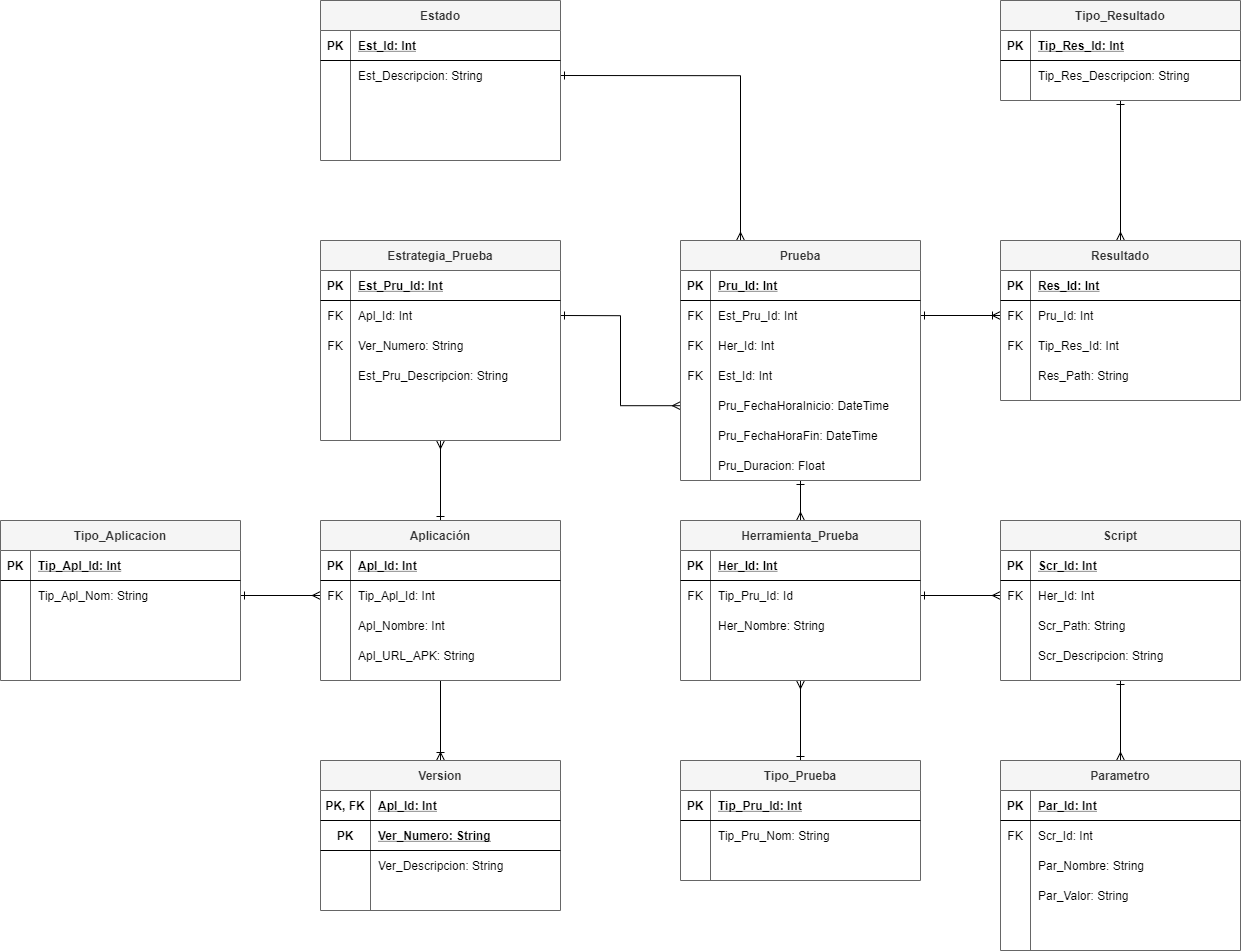 Estado
PK Est_Id: Int
Est_Descripcion: String
Tipo_Resultado
PK Tip_Res_Id: Int
Tip_Res_Descripcion: String
Estrategia_Prueba
PK Est_Pru_Id: Int
FK Apl_Id: Int
FK Ver_Numero: String
Est_Pru_Descripcion: String
Prueba
PK Pru_Id: Int
FK Est_Pru_Id: Int
FK Her_Id: Int
FK Est_Id: Int
Pru_FechaHoraInicio: DateTime
Pru_FechaHoraFin: DateTime
Pru_Duracion: Float
Resultado
PK Res_Id: Int
FK Pru_Id: Int
FK Tip_Res_Id: Int
Res_Path: String
Tipo_Aplicacion
PK Tip_Apl_Id: Int
Tip_Apl_Nom: String
Aplicación
PK Apl_Id: Int
FK Tip_Apl_Id: Int
Apl_Nombre: Int
Apl_URL_APK: String
Herramienta_Prueba
PK Her_Id: Int
FK Tip_Pru_Id: Id
Her_Nombre: String
Script
PK Scr_Id: Int
FK Her_Id: Int
Scr_Path: String
Scr_Descripcion: String
Version
PK, FK Apl_Id: Int
PK Ver_Numero: String
Ver_Descripcion: String
Tipo_Prueba
PK Tip_Pru_Id: Int
Tip_Pru_Nom: String
Parametro
PK Par_Id: Int
FK Scr_Id: Int
Par_Nombre: String
Par_Valor: String